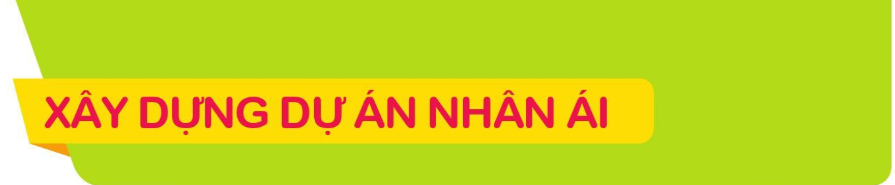 XÂY DỰNG DỰ ÁN NHÂN ÁI